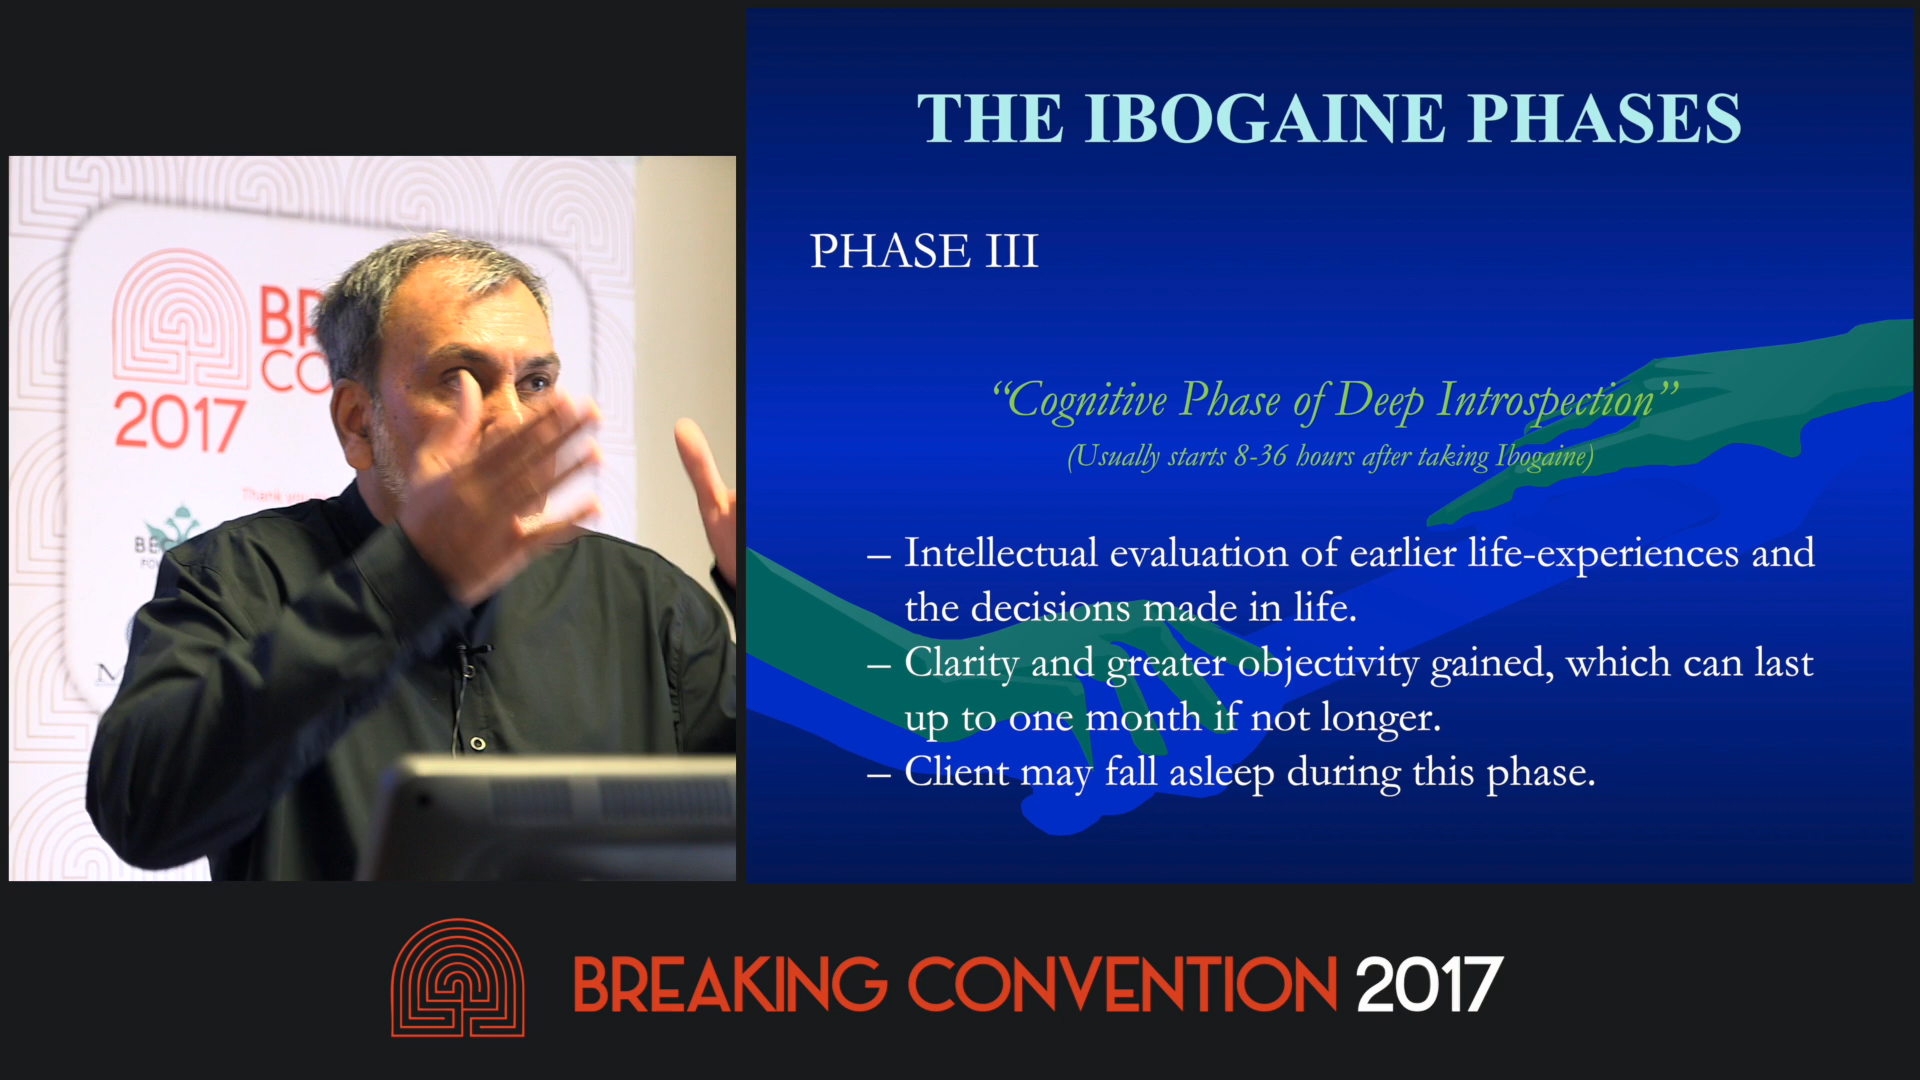 THE IBOGAINE PHASES
PHASE III
“Cognitive Phase of Deep Introspection”
(Usually starts 8-36 hours after taking Ibogaine)
– Intellectual evaluation of earlier life-experiences and
the decisions made in life.
– Clarity and greater objectivity gained, which can last
up to one month if not longer.
– Client may fall asleep during this phase.
2017
Thank you
BREAKING CONVENTION 2017